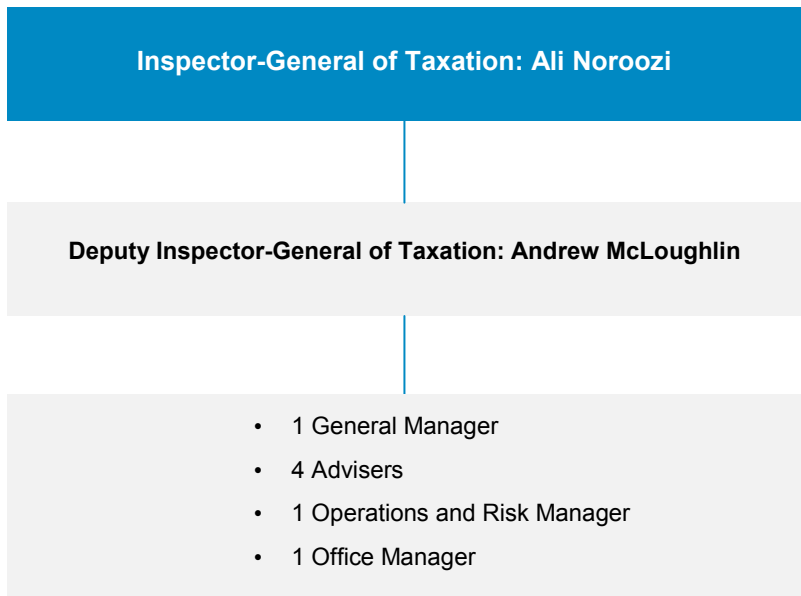 Inspector-General of Taxation: Ali Noroozi
Deputy Inspector-General of Taxation: Andrew McLoughlin
• 1 General Manager
• 4 Advisers
• 1 Operations and Risk Manager
• 1 Office Manager